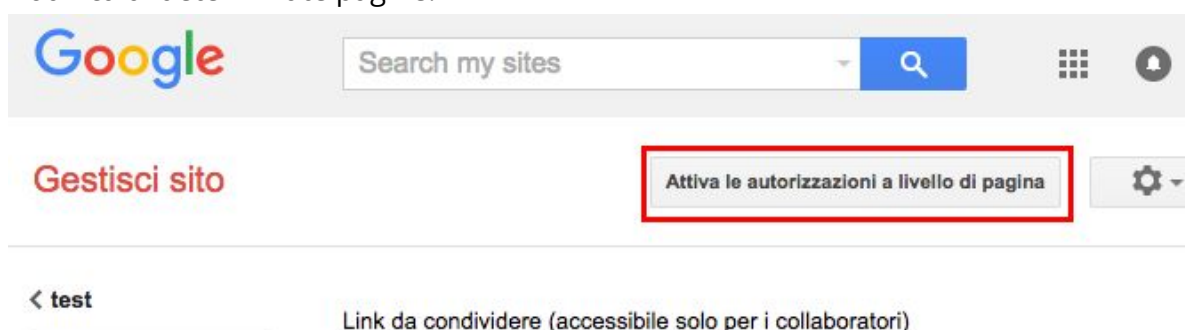 Google
Search my sites
Gestisci sito
Attiva le autorizzazioni a livello di pagina
< test
Link da condividere (accessibile solo per i collaboratori)